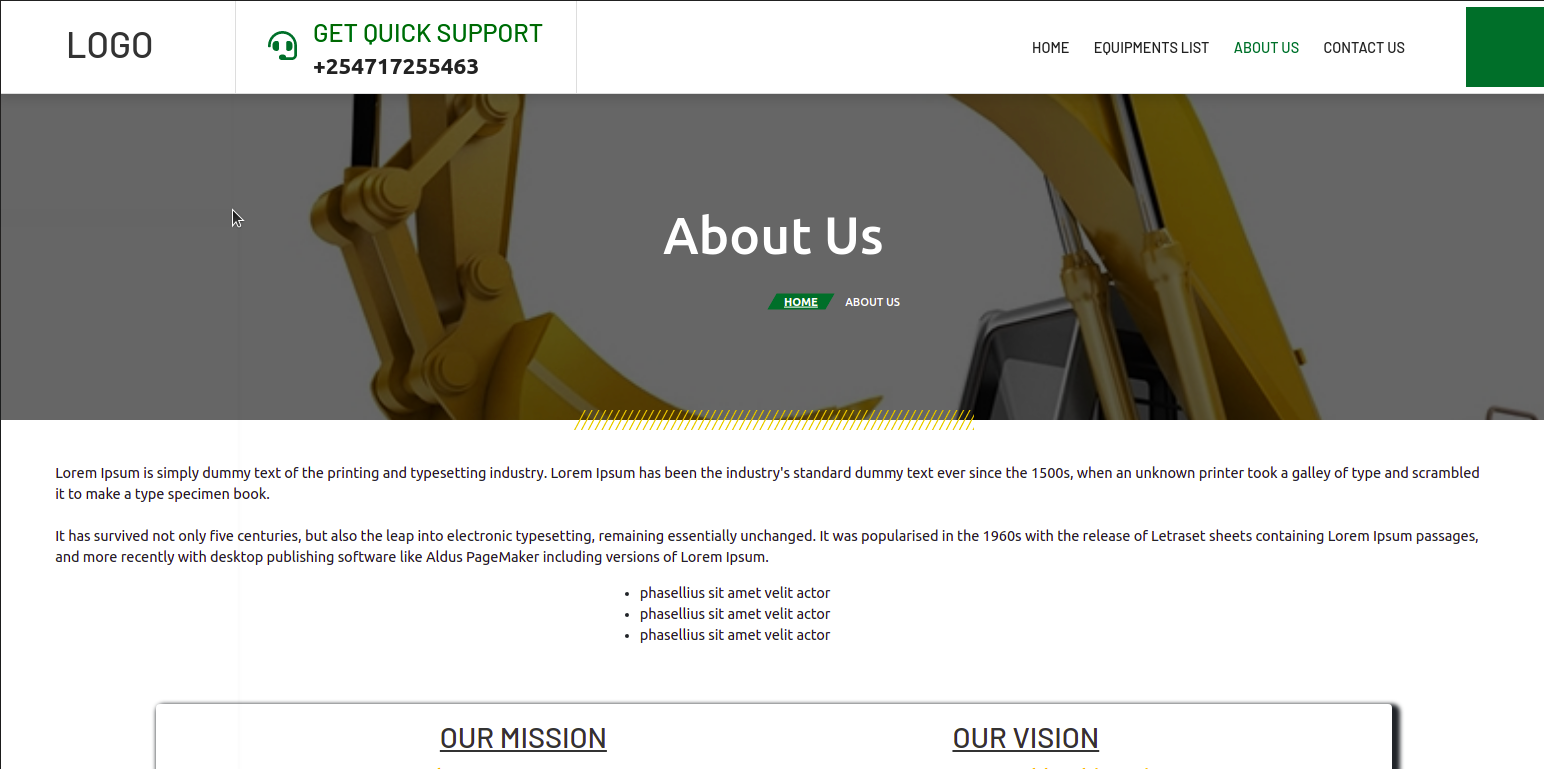 LOGO
GET QUICK SUPPORT
+254717255463
HOME EQUIPMENTS LIST ABOUT US CONTACT US
About Us
HOME ABOUT US
Lorem Ipsum is simply dummy text of the printing and typesetting industry. Lorem Ipsum has been the industry's standard dummy text ever since the 1500s, when an unknown printer took a galley of type and scrambled
it to make a type specimen book.
It has survived not only five centuries, but also the leap into electronic typesetting, remaining essentially unchanged. It was popularised in the 1960s with the release of Letraset sheets containing Lorem Ipsum passages,
and more recently with desktop publishing software like Aldus PageMaker including versions of Lorem Ipsum.
• phasellius sit amet velit actor
• phasellius sit amet velit actor
• phasellius sit amet velit actor
OUR MISSION OUR VISION